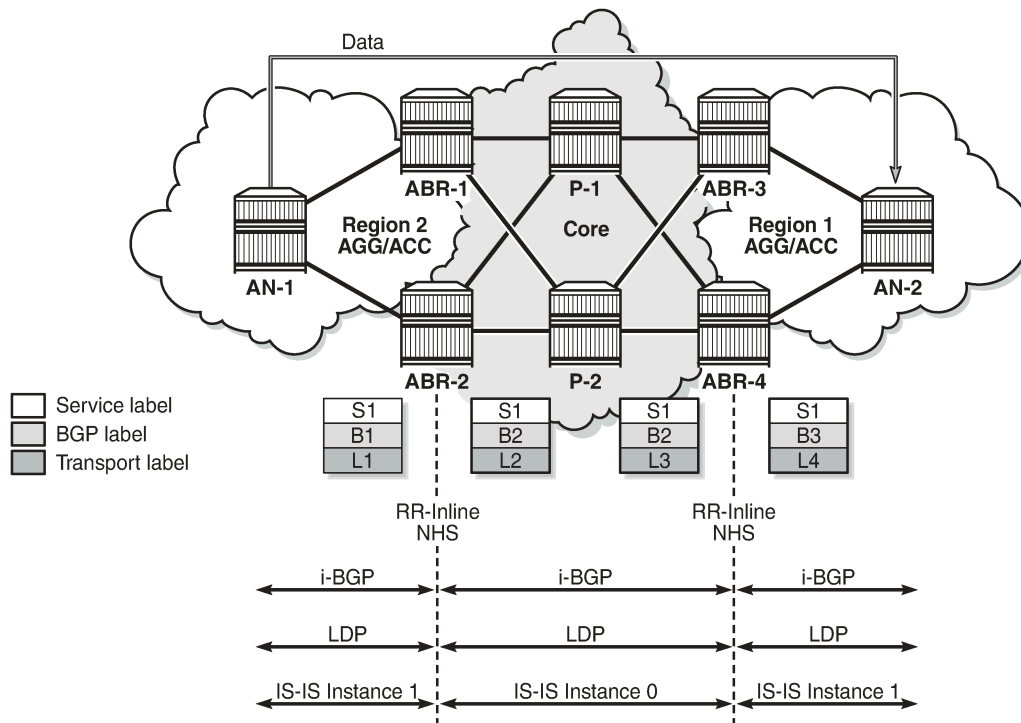 Data
ABR-1
P-1
ABR-3
Region 2
AGG/ACC
Core
Region 1
AGG/ACC
AN-1
AN-2
ABR-2
P-2
ABR-4
Service label
BGP label
Transport label
S1
B1
L1
S1
B2
L2
S1
B2
L3
S1
B3
L4
RR-Inline
NHS
RR-Inline
NHS
i-BGP
i-BGP
i-BGP
LDP
LDP
LDP
IS-IS Instance 1
IS-IS Instance 0
IS-IS Instance 1